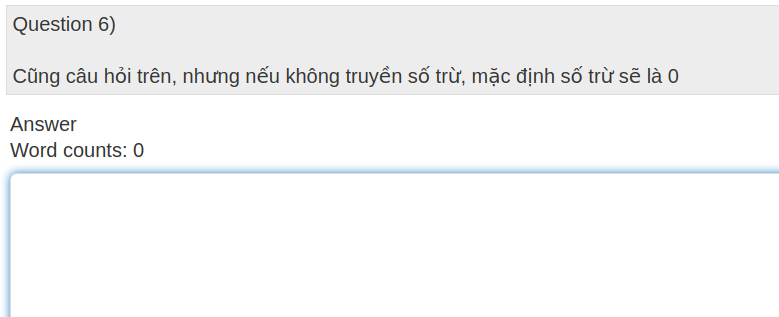 Question 6)
Cũng câu hỏi trên, nhưng nếu không truyền số trừ, mặc định số trừ sẽ là 0
Answer
Word counts: 0